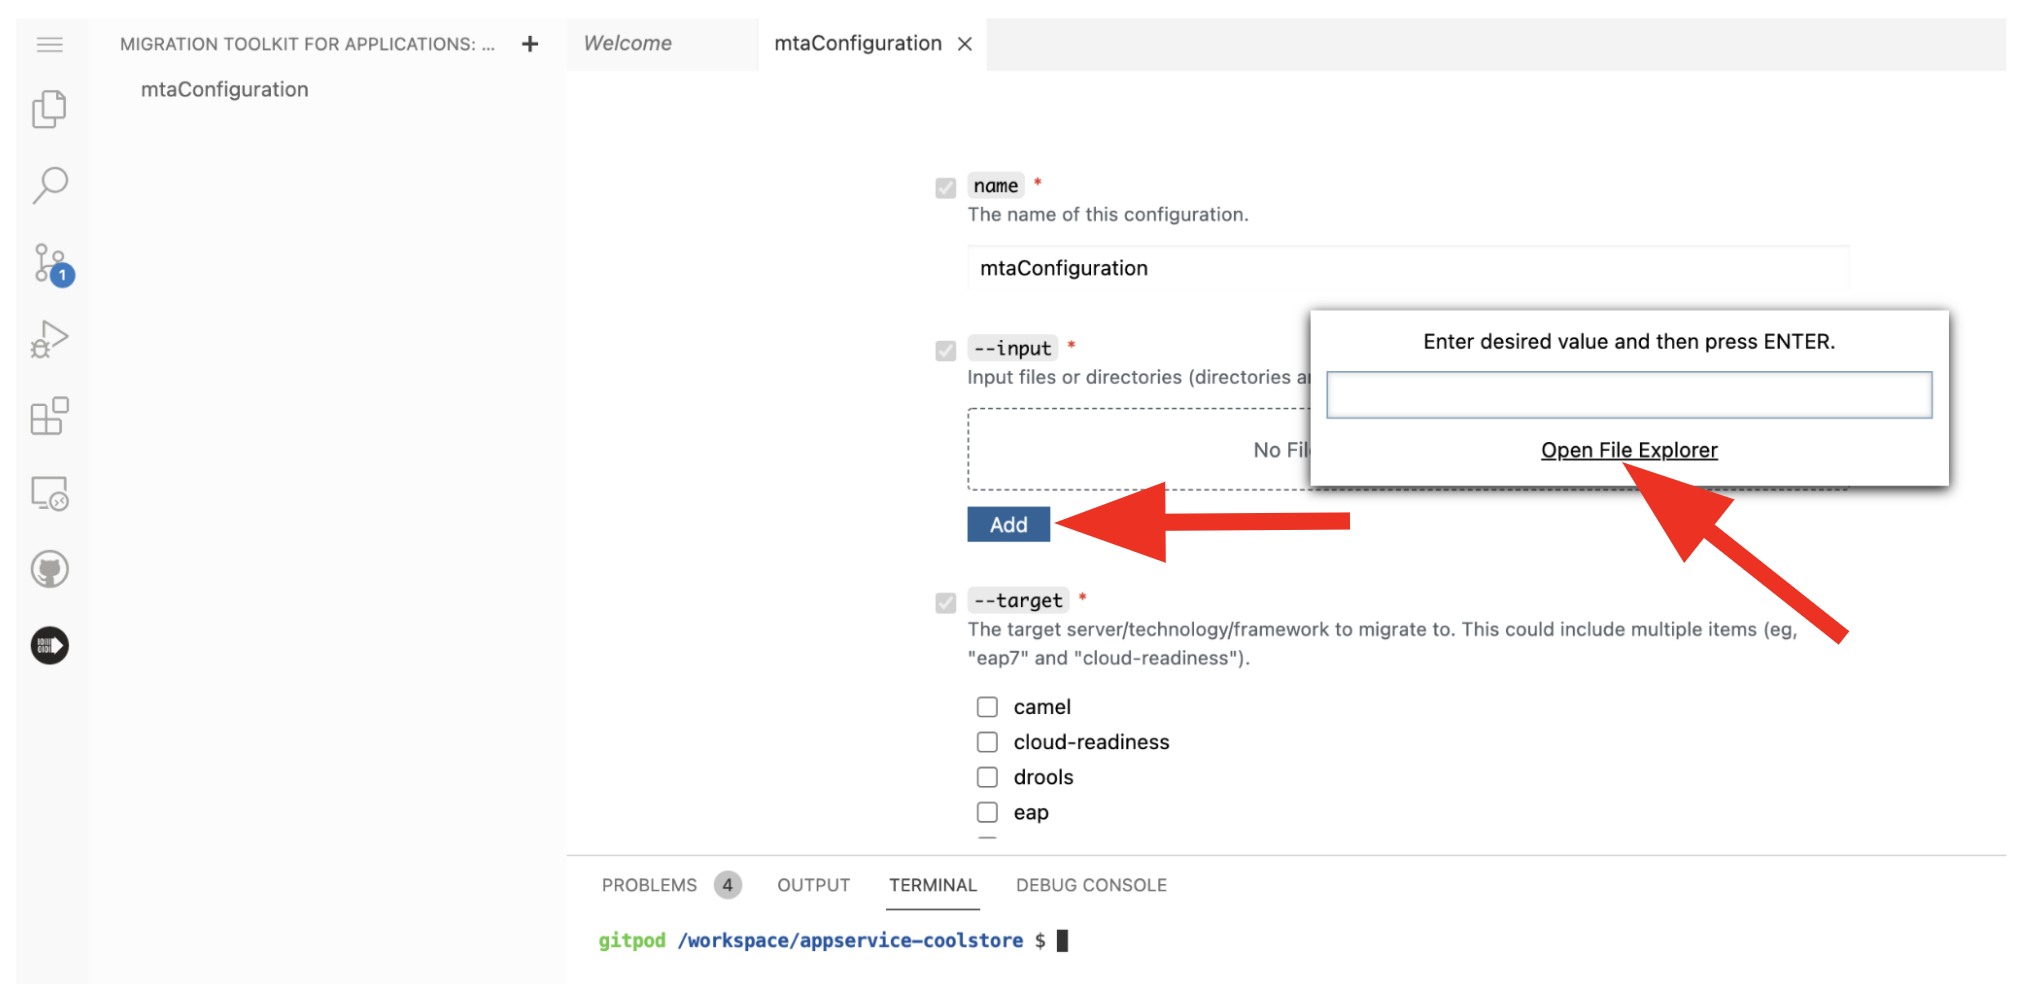 MIGRATION TOOLKIT FOR APPLICATIONS: ...
mtaConfiguration
Welcome
mtaConfiguration
name *
The name of this configuration.
mtaConfiguration
--input *
Input files or directories (directories
No
Enter desired value and then press ENTER.
Open File Explorer
Add
--target *
The target server/technology/framework to migrate to. This could include multiple items (eg,
"eap7" and "cloud-readiness").
camel
cloud-readiness
drools
eap
1
PROBLEMS 4 OUTPUT TERMINAL DEBUG CONSOLE
gitpod /workspace/appservice-coolstore $